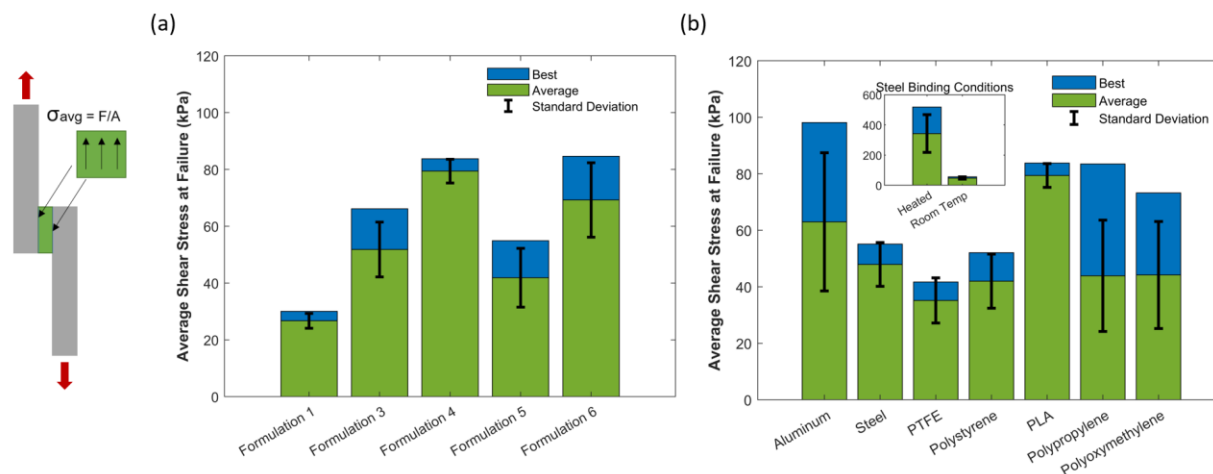 (a)
σavg = F/A
Average Shear Stress at Failure (kPa)
120
100
80
60
40
20
0
Best
Average
Standard Deviation
Formulation 1
Formulation 3
Formulation 4
Formulation 5
Formulation 6
(b)
Average Shear Stress at Failure (kPa)
120
100
80
60
40
20
0
Steel Binding Conditions
600
400
200
0
Heated
Room Temp
Best
Average
Standard Deviation
Aluminum
Steel
PTFE
Polystyrene
PLA
Polypropylene
Polyoxymethylene